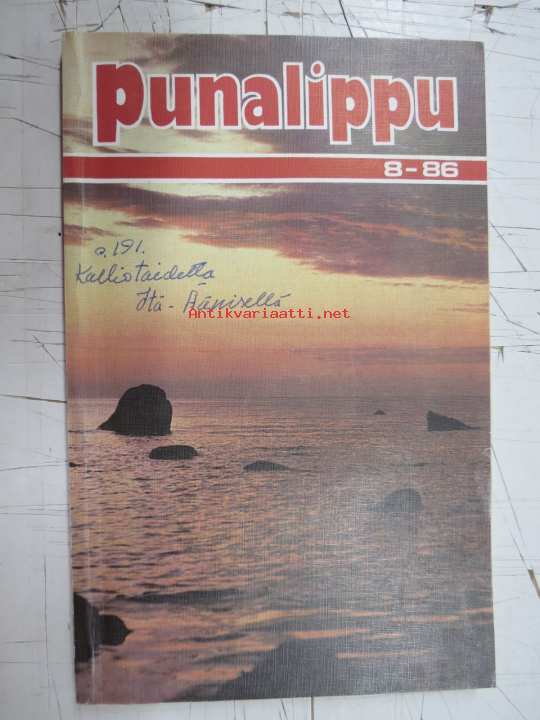 Punalippu
8-86
s. 191.
Kalliotaidetta
Itä-Äänisellä
Antikvariaatti.net